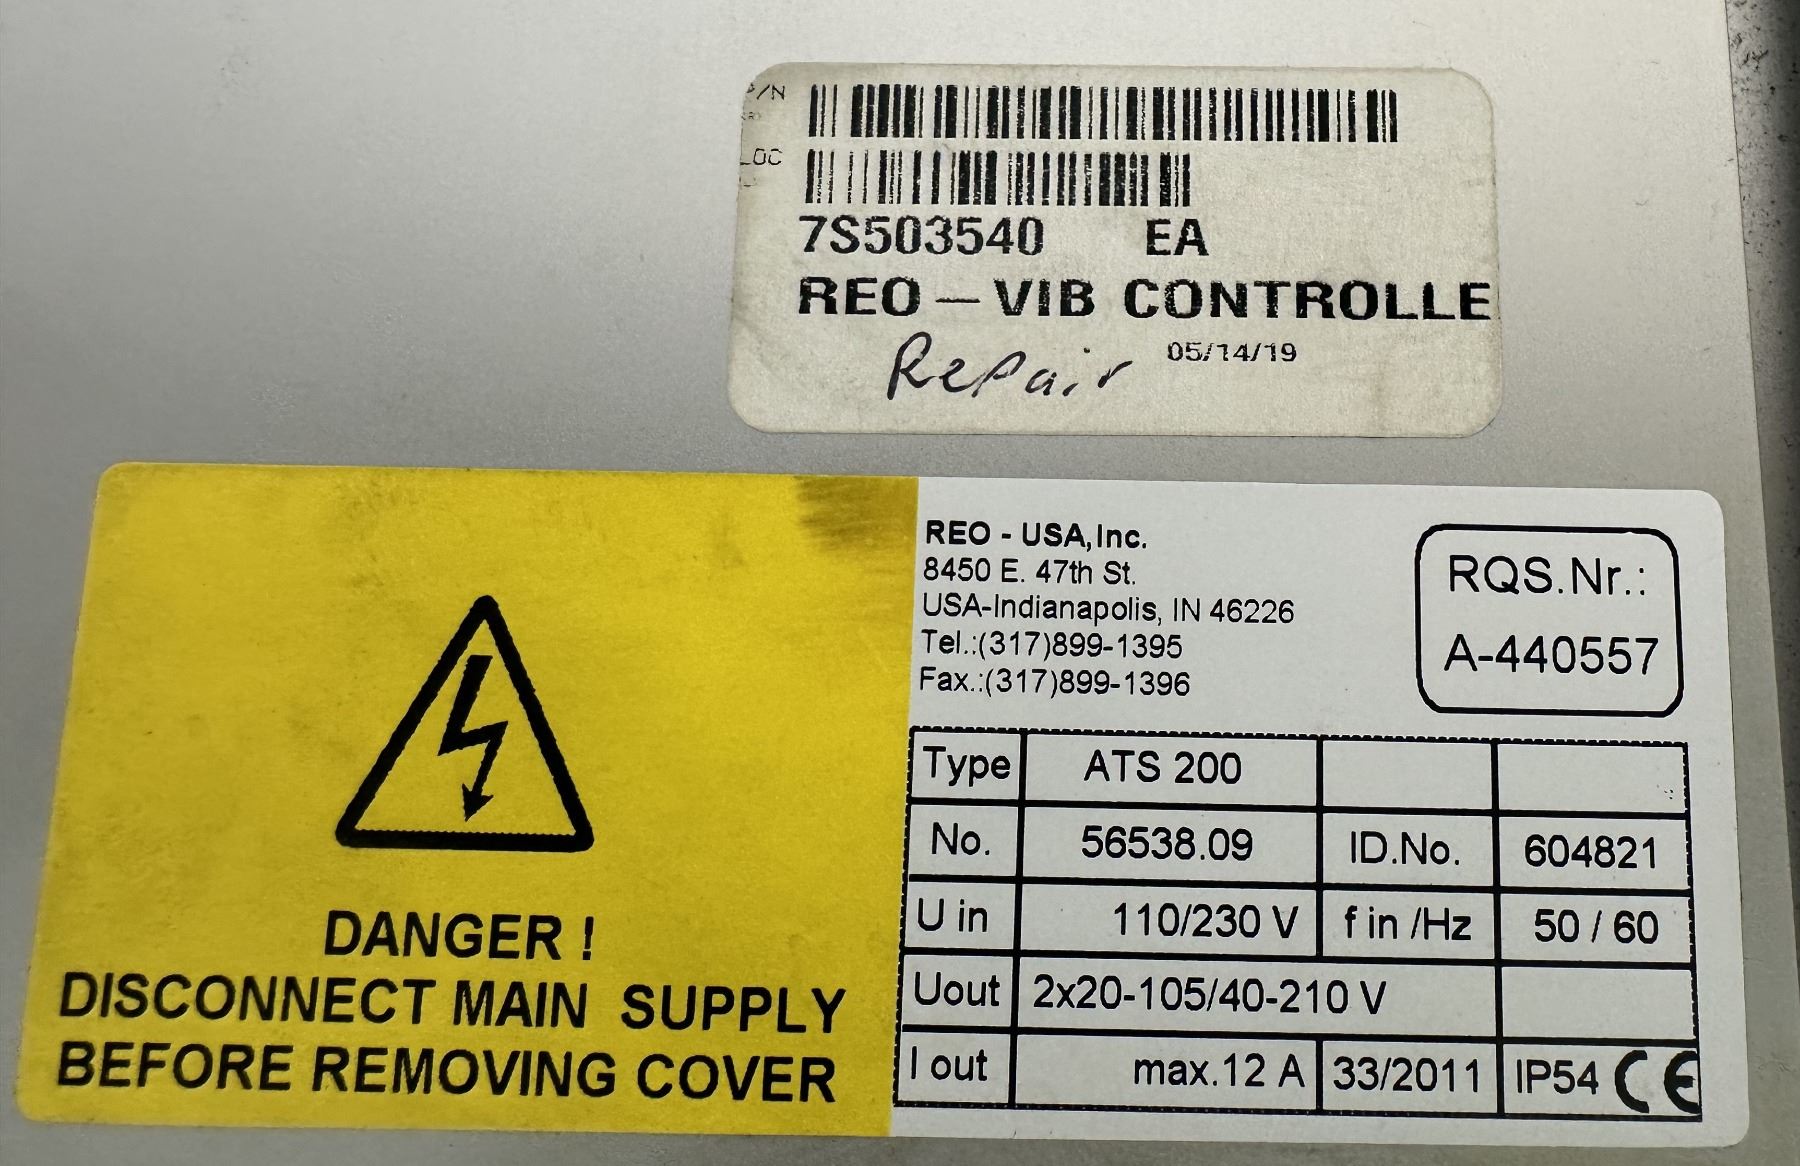 P/N
LOC
7S503540 EA
REO-VIB CONTROLLE
Repair 05/14/19
REO - USA,Inc.
8450 E. 47th St.
USA-Indianapolis, IN 46226
Tel.:(317)899-1395
Fax.:(317)899-1396
RQS.Nr.:
A-440557
Type ATS 200
No. 56538.09 ID.No. 604821
U in 110/230 V f in /Hz 50 / 60
Uout 2x20-105/40-210 V
I out max.12 A 33/2011 IP54 CE
DANGER !
DISCONNECT MAIN SUPPLY
BEFORE REMOVING COVER